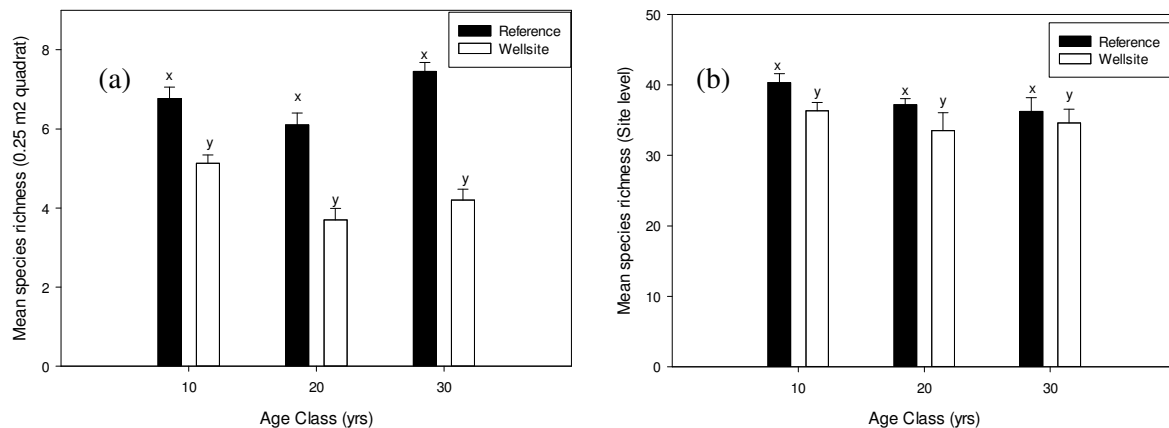 Mean species richness (0.25 m2 quadrat)
8
6
4
2
0
(a)
Reference
Wellsite
x
y
x
y
x
y
10
20
30
Age Class (yrs)
Mean species richness (Site level)
50
40
30
20
10
0
(b)
Reference
Wellsite
x
y
x
y
x
y
10
20
30
Age Class (yrs)